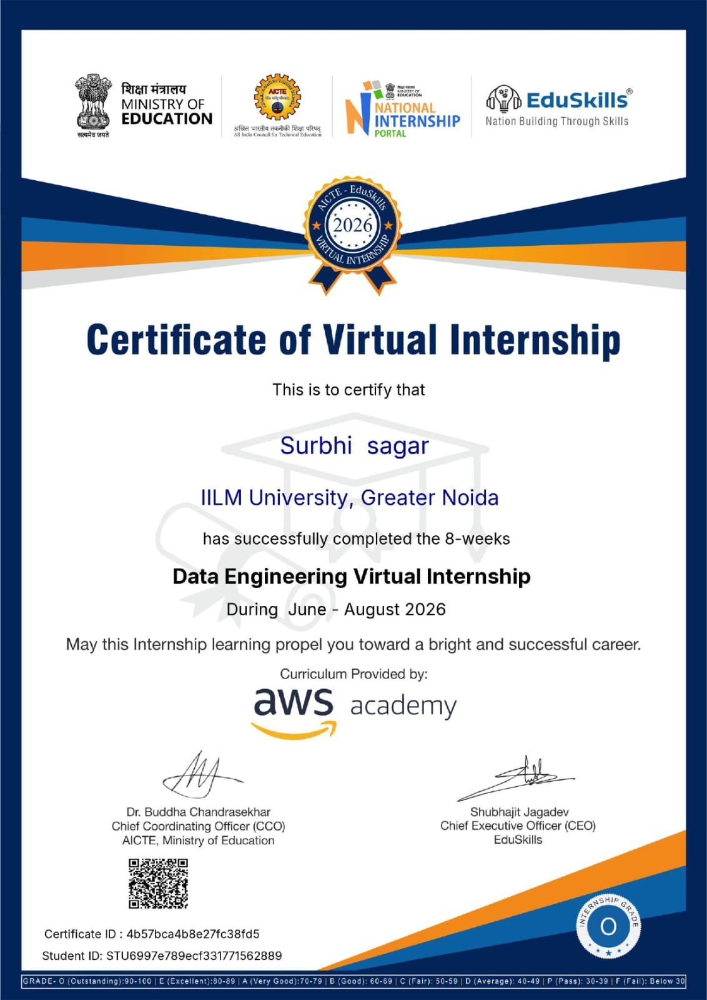 शिक्षा मंत्रालय
MINISTRY OF
EDUCATION
सत्यमेव जयते
AICTE
अखिल भारतीय तकनीकी शिक्षा परिषद्
All India Council for Technical Education
शिक्षा मंत्रालय
MINISTRY OF
EDUCATION
NATIONAL
INTERNSHIP
PORTAL
EduSkills®
Nation Building Through Skills
AICTE - EduSkills
2026
VIRTUAL INTERNSHIP
Certificate of Virtual Internship
This is to certify that
Surbhi sagar
IILM University, Greater Noida
has successfully completed the 8-weeks
Data Engineering Virtual Internship
During June - August 2026
May this Internship learning propel you toward a bright and successful career.
Curriculum Provided by:
aws academy
Dr. Buddha Chandrasekhar
Chief Coordinating Officer (CCO)
AICTE, Ministry of Education
Shubhajit Jagadev
Chief Executive Officer (CEO)
EduSkills
INTERNSHIP GRADE
O
Certificate ID : 4b57bca4b8e27fc38fd5
Student ID: STU6997e789ecf331771562889
GRADE- O (Outstanding):90-100 | E (Excellent):80-89 | A (Very Good):70-79 | B (Good): 60-69 | C (Fair): 50-59 | D (Average): 40-49 | P (Pass): 30-39 | F (Fail): Below 30